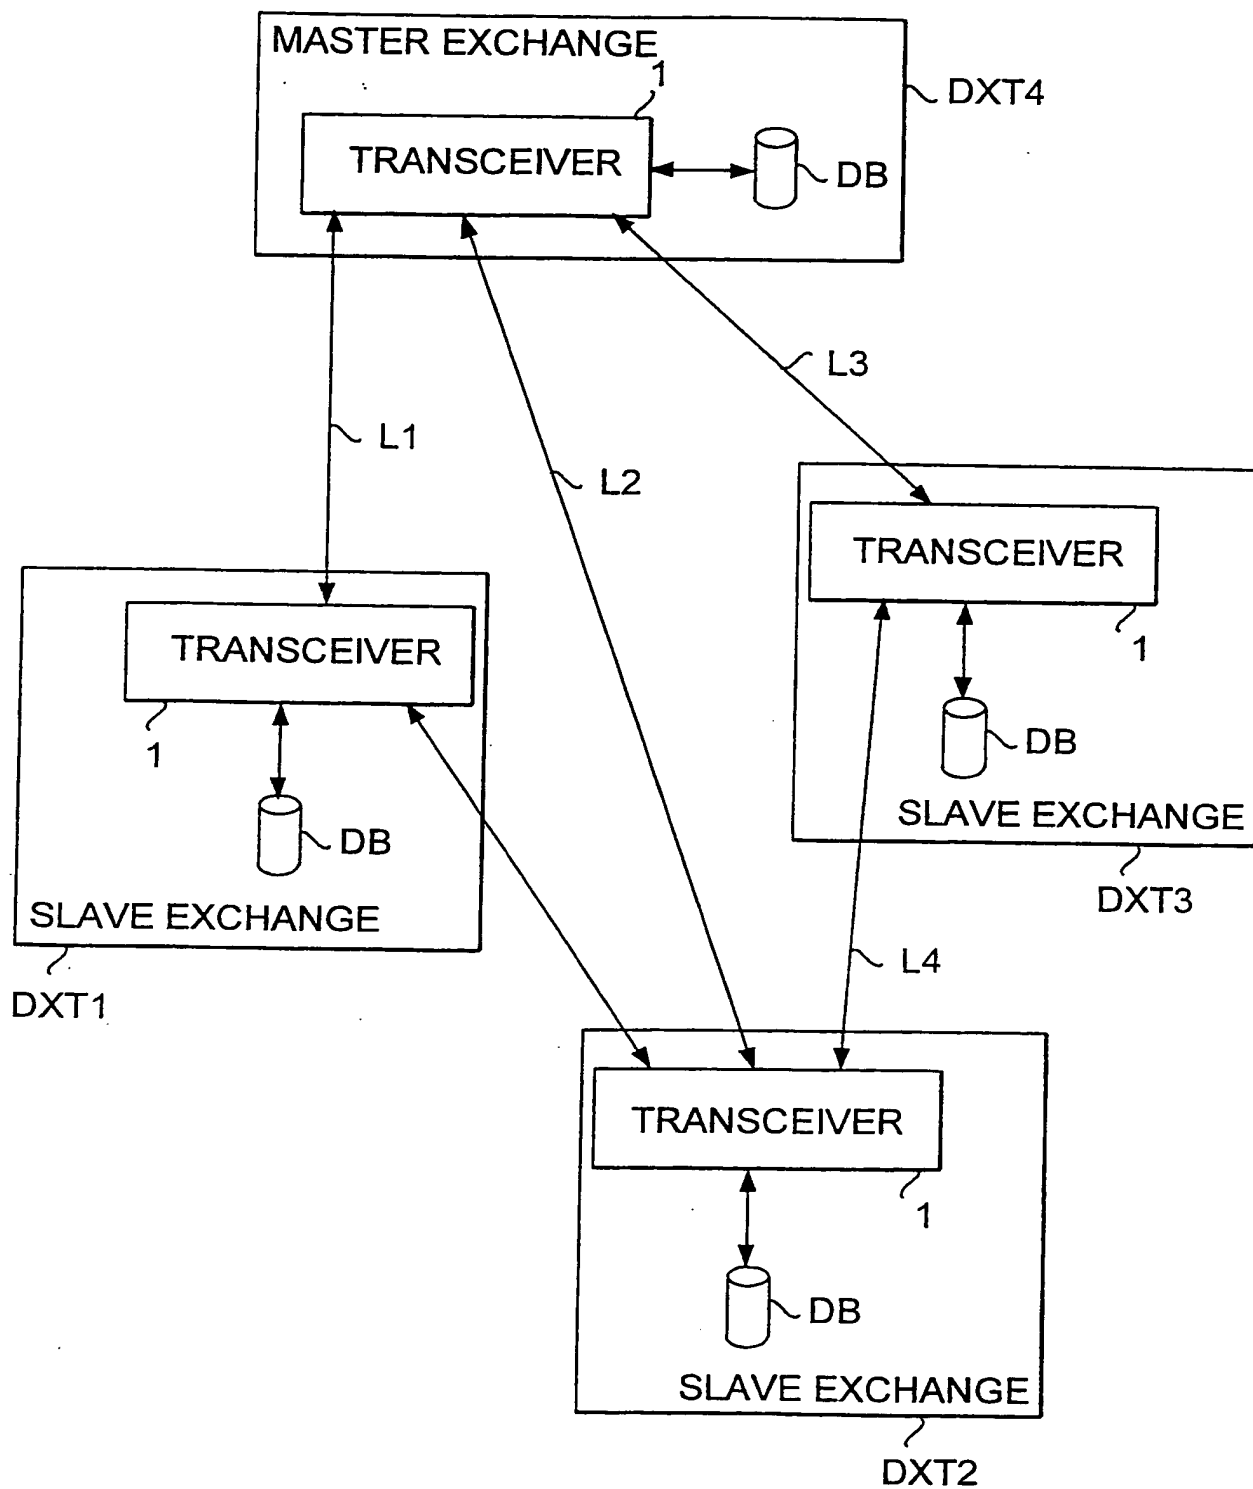 MASTER EXCHANGE
1
DXT4
TRANSCEIVER
DB
L3
L1
L2
TRANSCEIVER
1
DB
SLAVE EXCHANGE
DXT3
TRANSCEIVER
1
DB
SLAVE EXCHANGE
DXT1
L4
TRANSCEIVER
1
DB
SLAVE EXCHANGE
DXT2